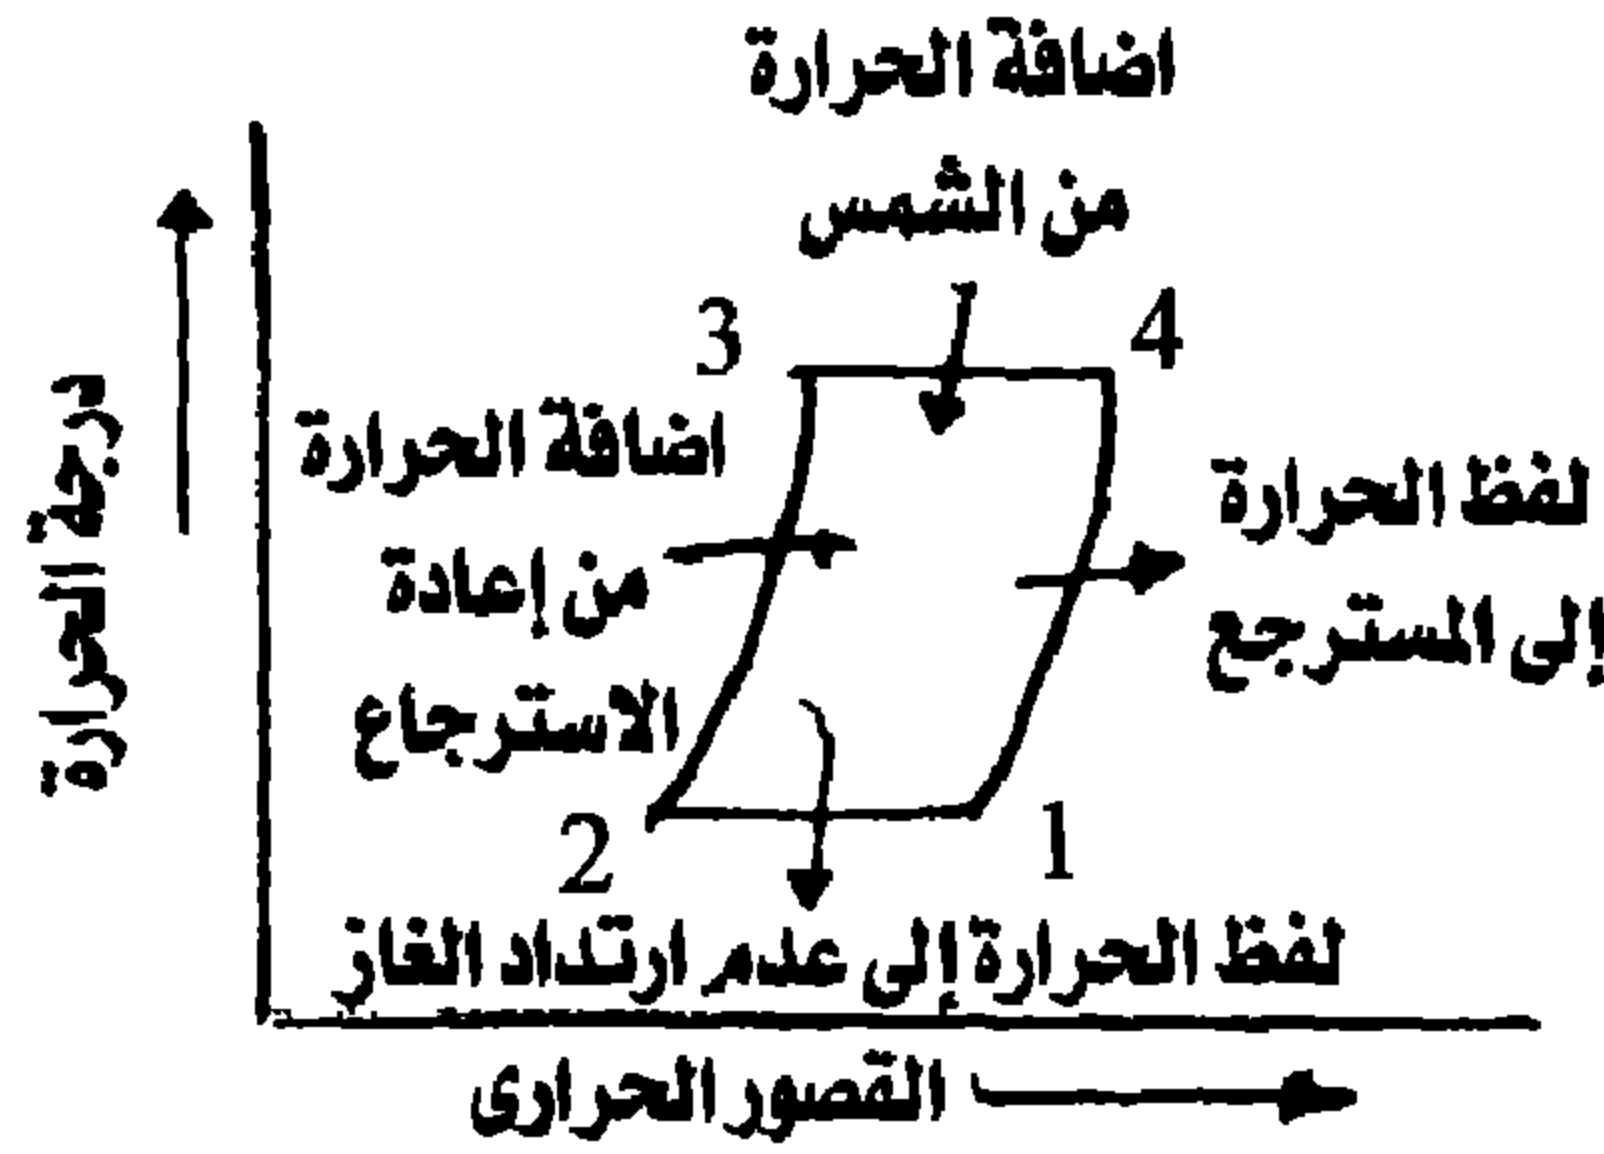 اضافة الحرارة
من الشمس
3
4
اضافة الحرارة
من إعادة
الاسترجاع
لفظ الحرارة
إلى المسترجع
درجة الحرارة
2
1
لفظ الحرارة إلى عدم ارتداد الغاز
القصور الحرارى